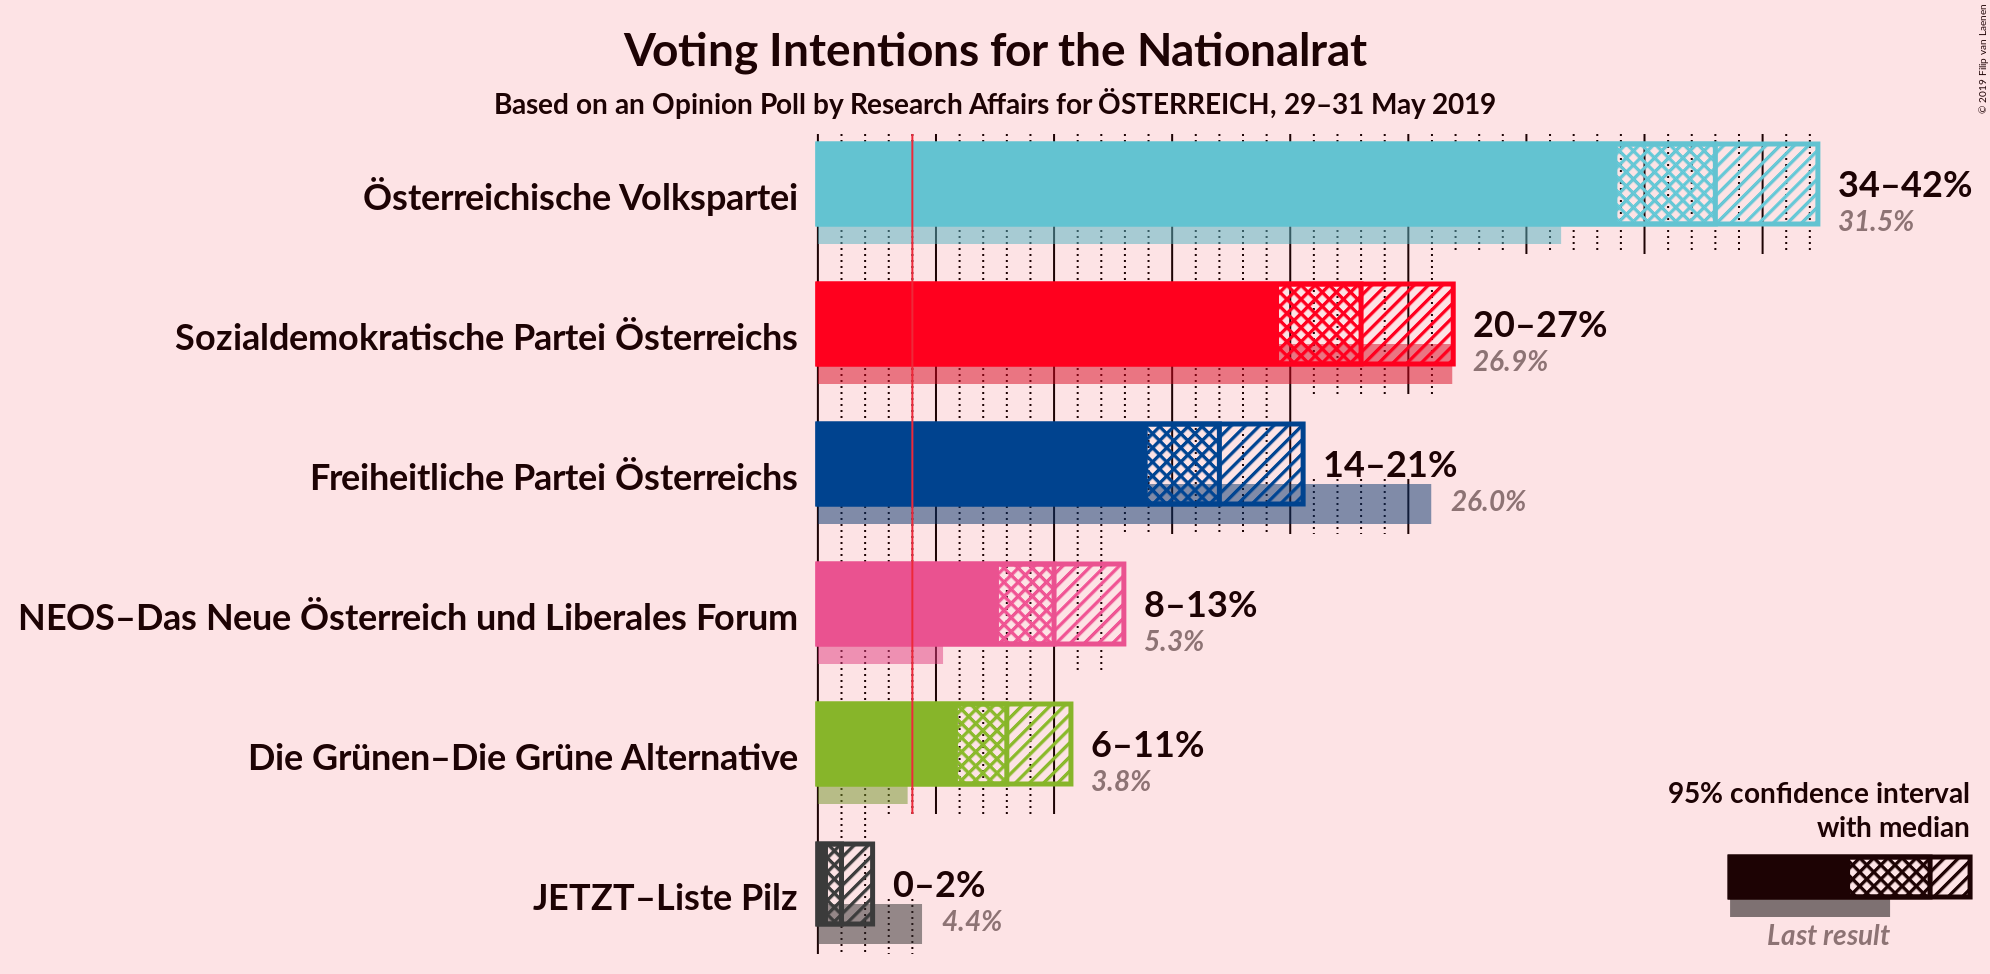 Voting Intentions for the Nationalrat
Based on an Opinion Poll by Research Affairs for ÖSTERREICH, 29–31 May 2019
© 2019 Filip van Laenen
Österreichische Volkspartei
34–42%
31.5%
Sozialdemokratische Partei Österreichs
20–27%
26.9%
Freiheitliche Partei Österreichs
14–21%
26.0%
NEOS–Das Neue Österreich und Liberales Forum
8–13%
5.3%
Die Grünen–Die Grüne Alternative
6–11%
3.8%
JETZT–Liste Pilz
0–2%
4.4%
95% confidence interval
with median
Last result